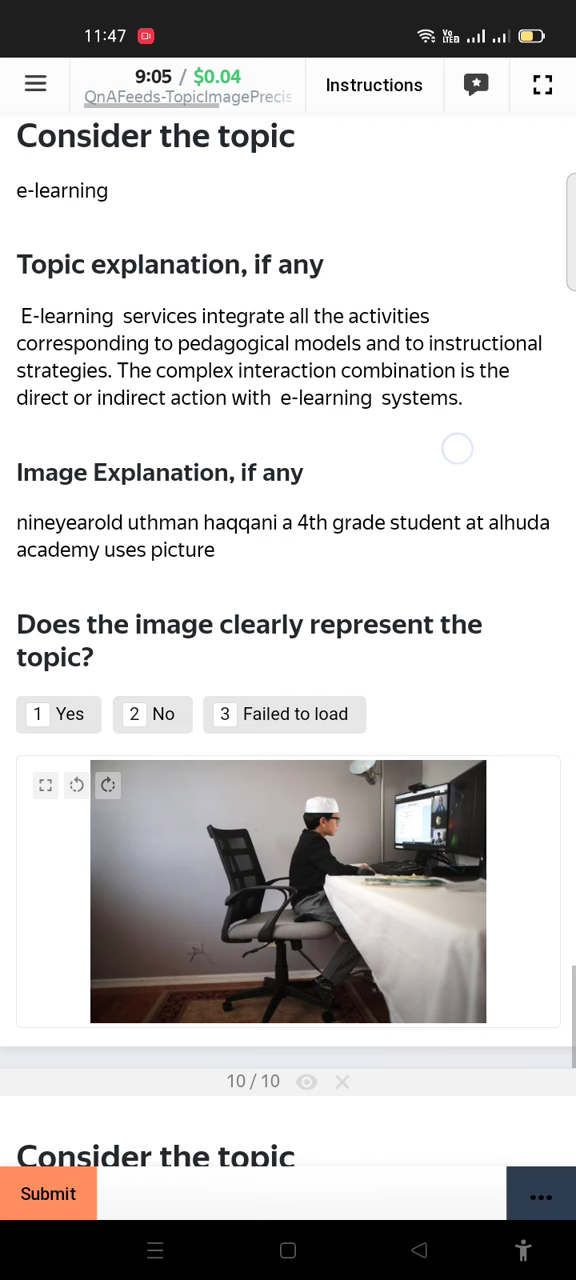 11:47
Vo LTE2
9:05 / $0.04
QnAFeeds-TopicImagePrecis
Instructions
Consider the topic
e-learning
Topic explanation, if any
E-learning services integrate all the activities
corresponding to pedagogical models and to instructional
strategies. The complex interaction combination is the
direct or indirect action with e-learning systems.
Image Explanation, if any
nineyearold uthman haqqani a 4th grade student at alhuda
academy uses picture
Does the image clearly represent the
topic?
1 Yes
2 No
3 Failed to load
10 / 10
Consider the topic
Submit
...